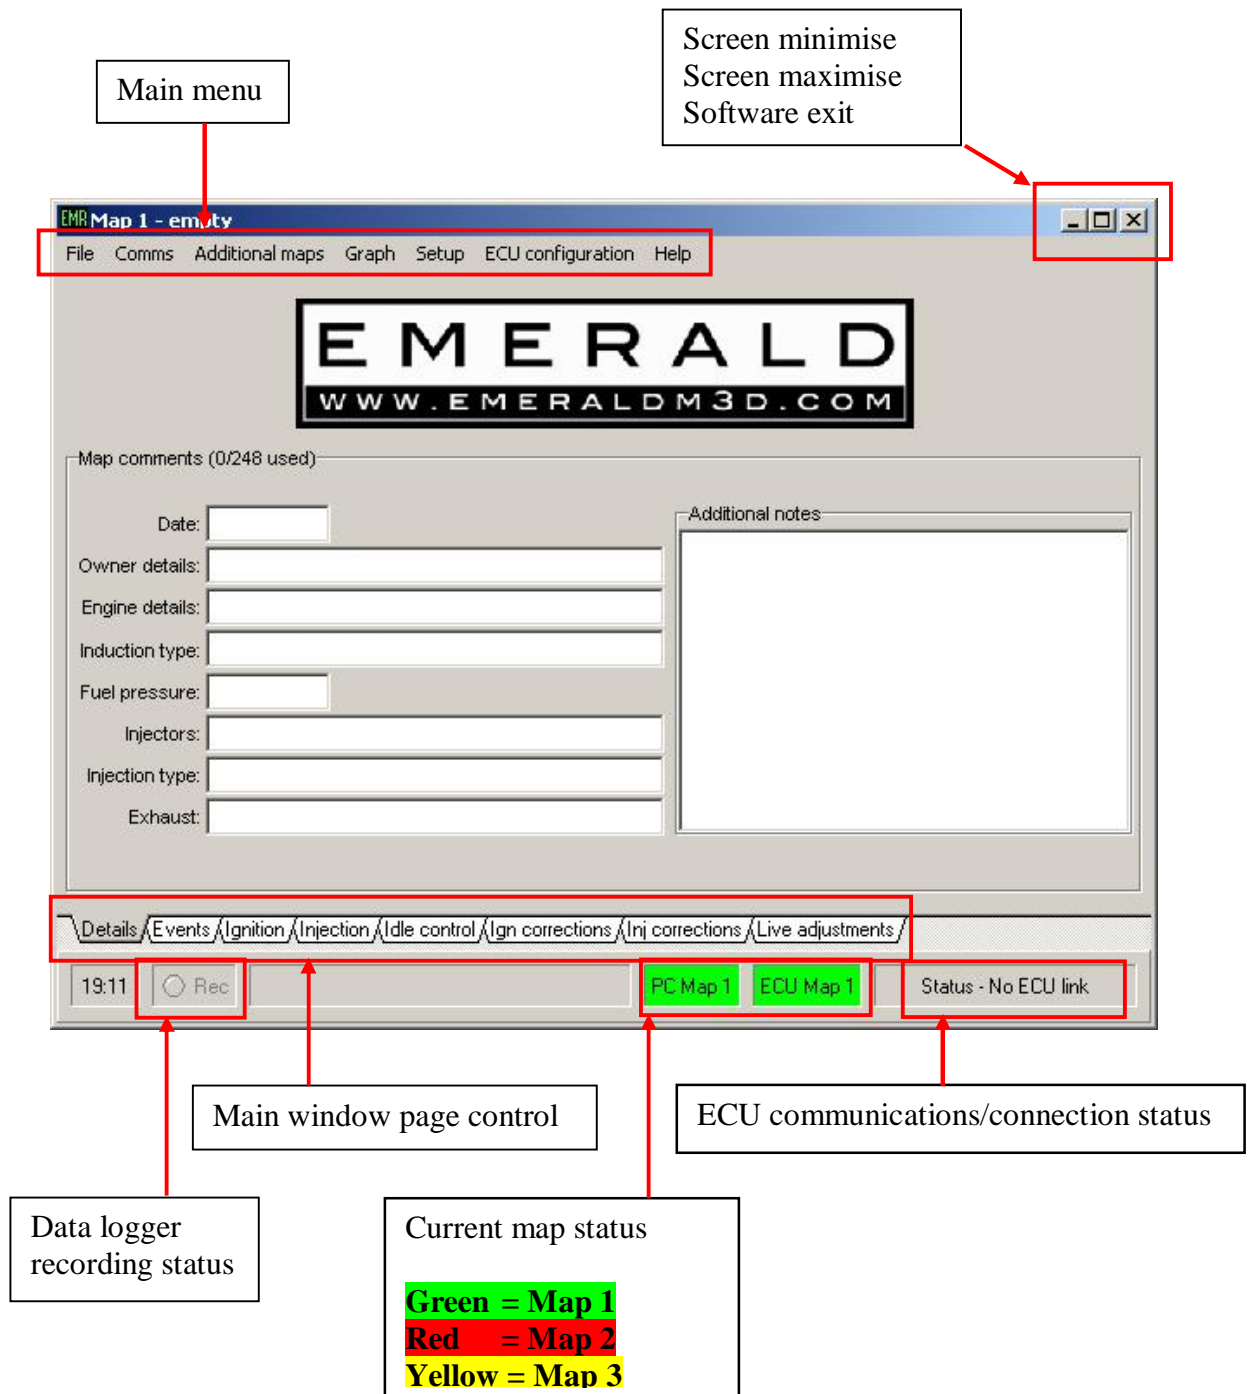 Screen minimise
Screen maximise
Software exit
Main menu
EMR Map 1 - empty
File Comms Additional maps Graph Setup ECU configuration Help
EMERALD
WWW.EMERALDM3D.COM
Map comments (0/248 used)
Date:
Additional notes
Owner details:
Engine details:
Induction type:
Fuel pressure:
Injectors:
Injection type:
Exhaust:
Details Events Ignition Injection Idle control Ign corrections Inj corrections Live adjustments
19:11 Rec PC Map 1 ECU Map 1 Status - No ECU link
Main window page control
ECU communications/connection status
Data logger
recording status
Current map status
Green = Map 1
Red = Map 2
Yellow = Map 3